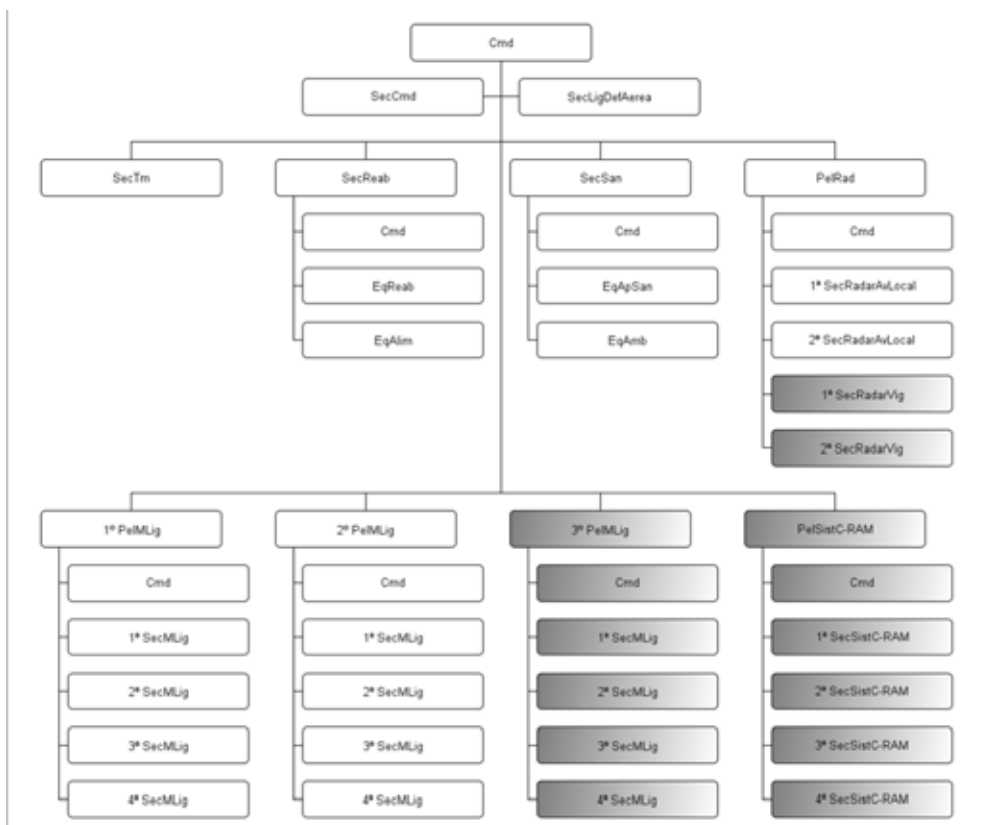 Cmd
SecCmd
SecLigDefAerea
SecTm
SecReab
SecSan
PelRad
Cmd
Cmd
Cmd
EqReab
EqApSan
1ª SecRadarAvLocal
EqAlim
EqAmb
2ª SecRadarAvLocal
1ª SecRadarVig
2ª SecRadarVig
1º PelMLig
2º PelMLig
3º PelMLig
PelSistC-RAM
Cmd
Cmd
Cmd
Cmd
1ª SecMLig
1ª SecMLig
1ª SecMLig
1ª SecSistC-RAM
2ª SecMLig
2ª SecMLig
2ª SecMLig
2ª SecSistC-RAM
3ª SecMLig
3ª SecMLig
3ª SecMLig
3ª SecSistC-RAM
4ª SecMLig
4ª SecMLig
4ª SecMLig
4ª SecSistC-RAM